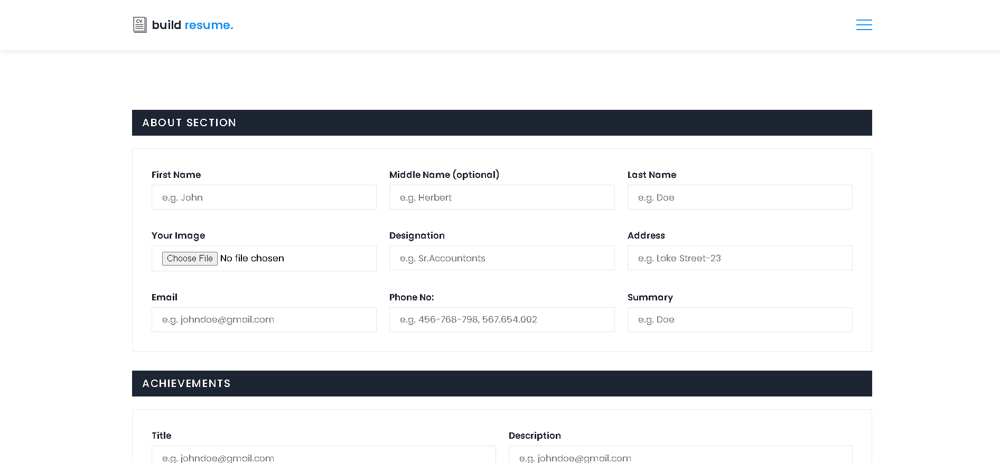 CV
build resume.
ABOUT SECTION
First Name
Middle Name (optional)
Last Name
e.g. John
e.g. Herbert
e.g. Doe
Your Image
Designation
Address
Choose File No file chosen
e.g. Sr.Accountants
e.g. Lake Street-23
Email
Phone No:
Summary
e.g. johndoe@gmail.com
e.g. 456-768-798, 567.654.002
e.g. Doe
ACHIEVEMENTS
Title
Description
e.g. johndoe@gmail.com
e.g. johndoe@gmail.com